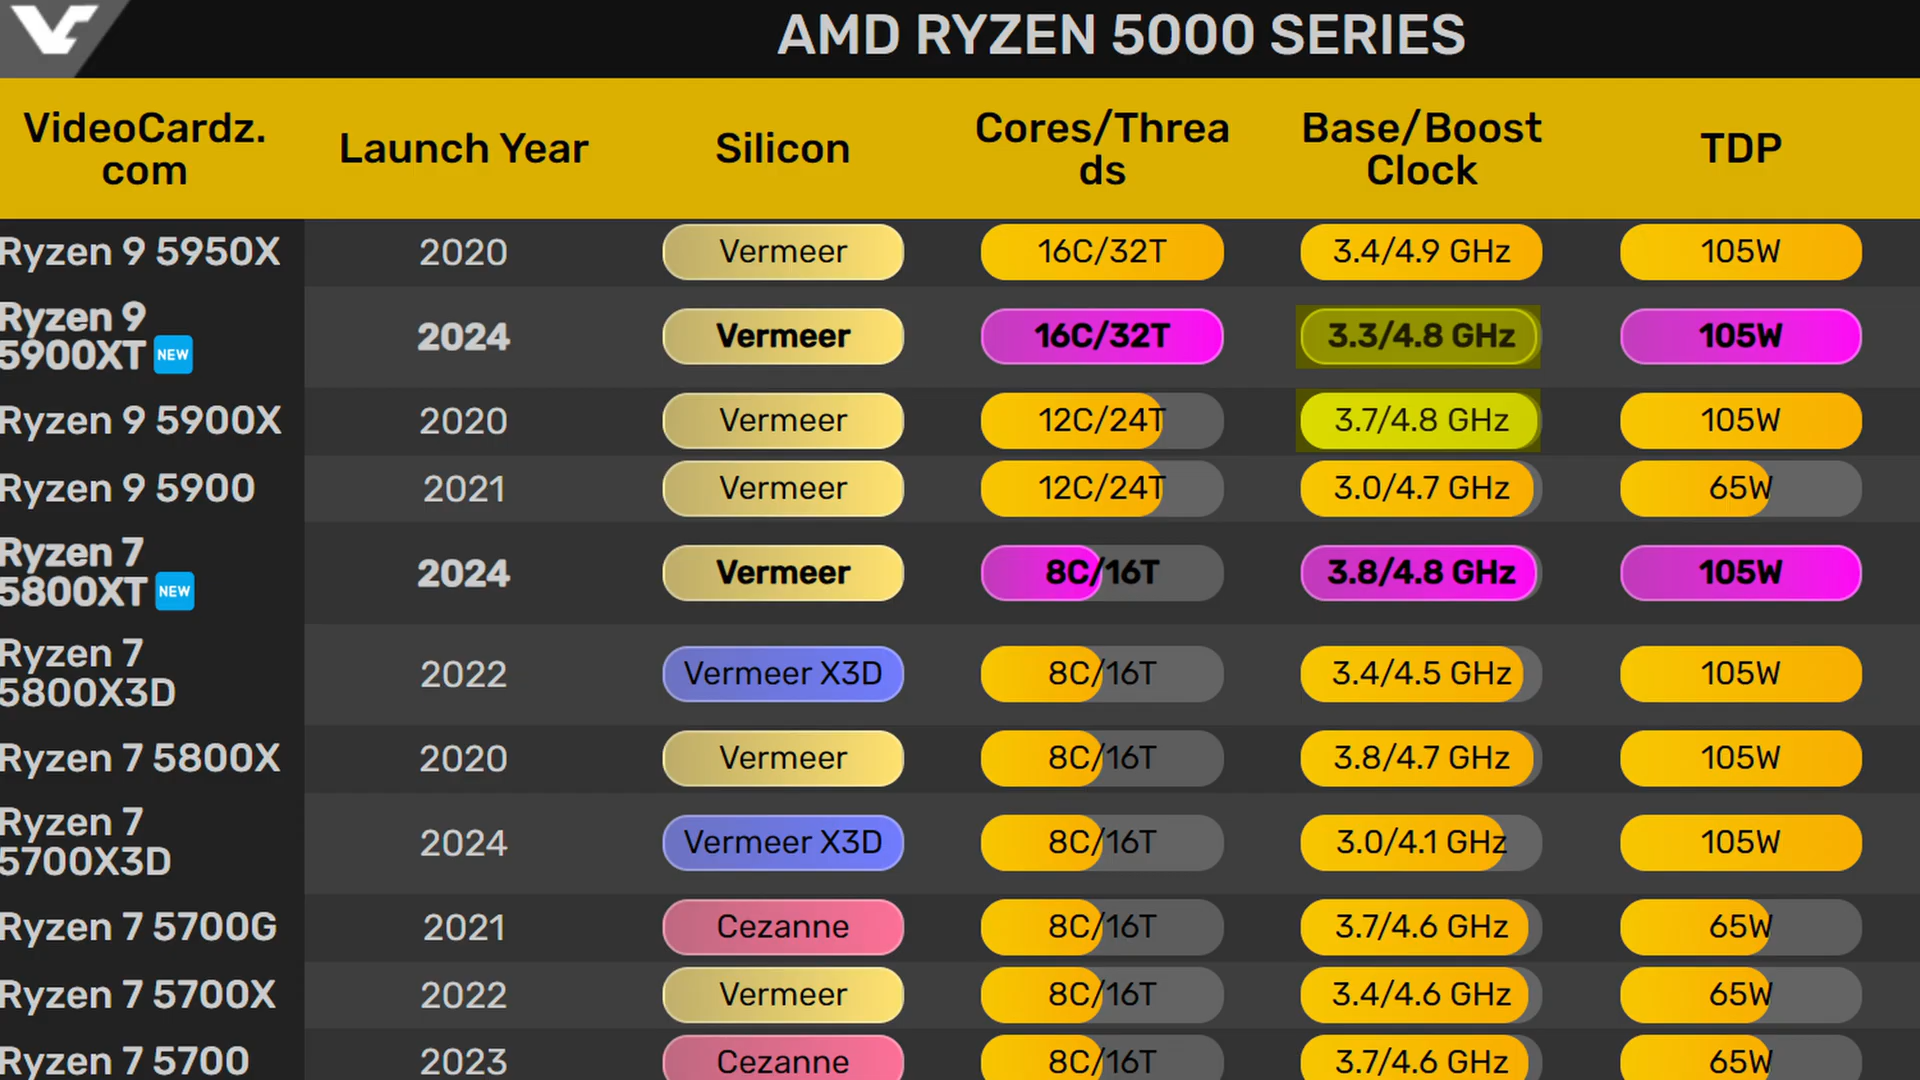 AMD RYZEN 5000 SERIES
VideoCardz.
com
Launch Year
Silicon
Cores/Threa
ds
Base/Boost
Clock
TDP
Ryzen 9 5950X 2020 Vermeer 16C/32T 3.4/4.9 GHz 105W
Ryzen 9
5900XT NEW 2024 Vermeer 16C/32T 3.3/4.8 GHz 105W
Ryzen 9 5900X 2020 Vermeer 12C/24T 3.7/4.8 GHz 105W
Ryzen 9 5900 2021 Vermeer 12C/24T 3.0/4.7 GHz 65W
Ryzen 7
5800XT NEW 2024 Vermeer 8C/16T 3.8/4.8 GHz 105W
Ryzen 7
5800X3D 2022 Vermeer X3D 8C/16T 3.4/4.5 GHz 105W
Ryzen 7 5800X 2020 Vermeer 8C/16T 3.8/4.7 GHz 105W
Ryzen 7
5700X3D 2024 Vermeer X3D 8C/16T 3.0/4.1 GHz 105W
Ryzen 7 5700G 2021 Cezanne 8C/16T 3.7/4.6 GHz 65W
Ryzen 7 5700X 2022 Vermeer 8C/16T 3.4/4.6 GHz 65W
Ryzen 7 5700 2023 Cezanne 8C/16T 3.7/4.6 GHz 65W